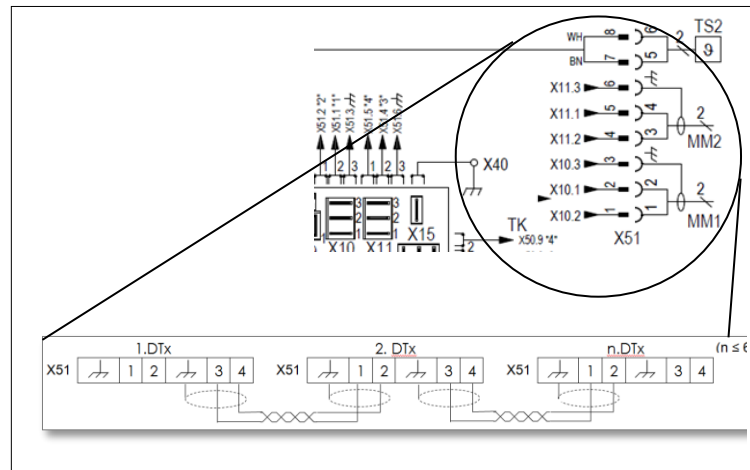 TS2
WH 8 6 2 ϑ
BN 7 5
X11.3 6
X11.1 5 4
X11.2 4 3 2
MM2
X10.3 3
X10.1 2 2
X10.2 1 1 2
MM1
X51
X51.2 "2"
X51.1 "1"
X51.3
X51.5 "4"
X51.4 "3"
X51.6
1 2 3 1 2 3
X40
3 3
2 2
1 1 1
X10 X11 X15
TK
X50.9 "4"
2
1.DTx 2. DTx n.DTx (n ≤ 6
X51 1 2 3 4 X51 1 2 3 4 X51 1 2 3 4